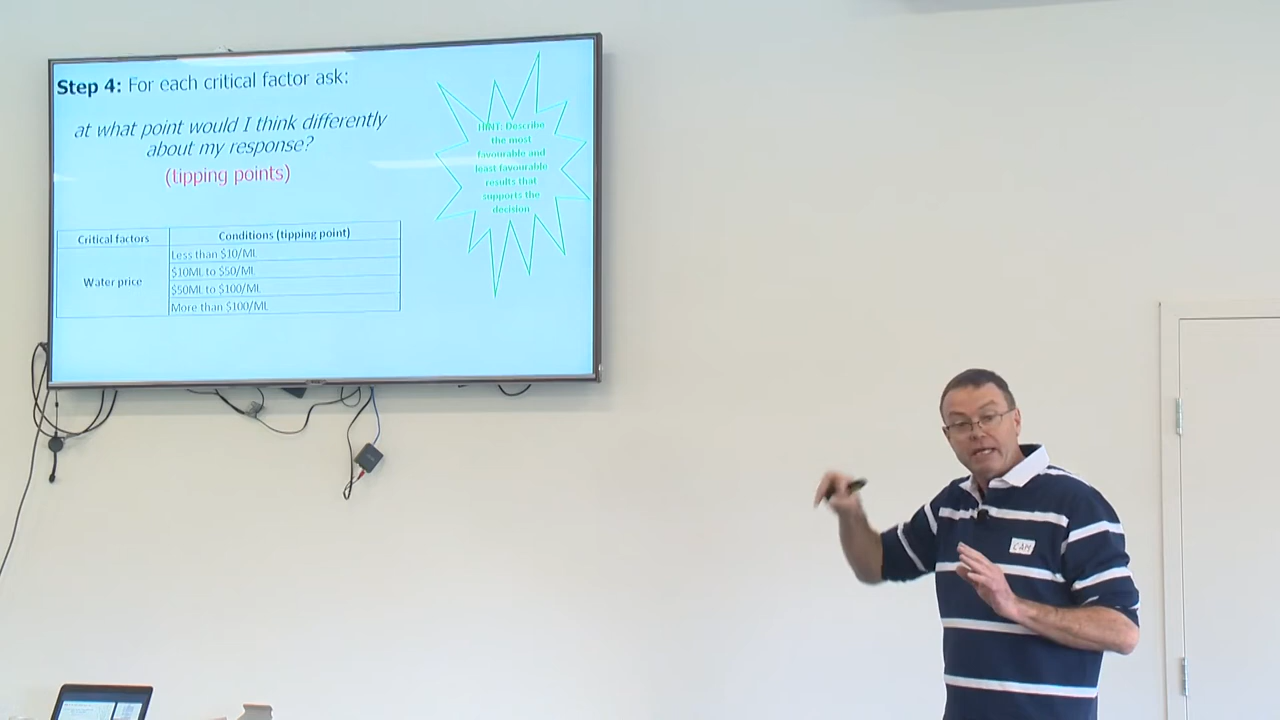 Step 4: For each critical factor ask:
at what point would I think differently
about my response?
(tipping points)
HINT: Describe
the most
favourable and
least favourable
results that
supports the
decision
Critical factors
Conditions (tipping point)
Water price
Less than $10/ML
$10ML to $50/ML
$50ML to $100/ML
More than $100/ML
CAM